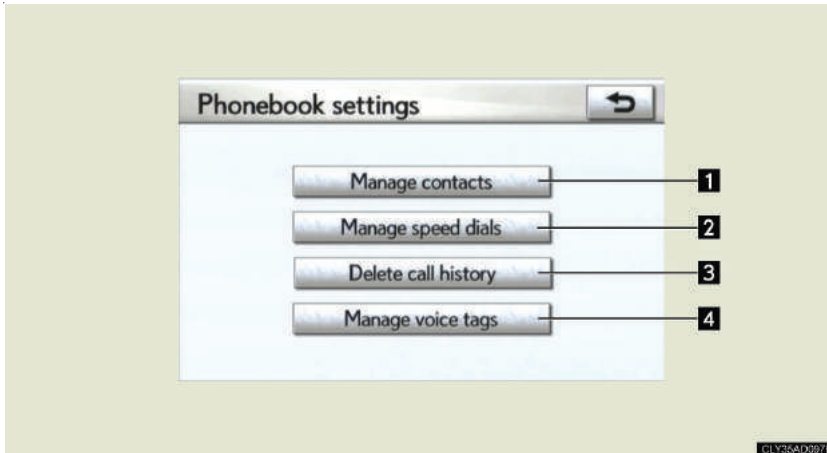 Phonebook settings
Manage contacts 1
Manage speed dials 2
Delete call history 3
Manage voice tags 4
CLY35AD097